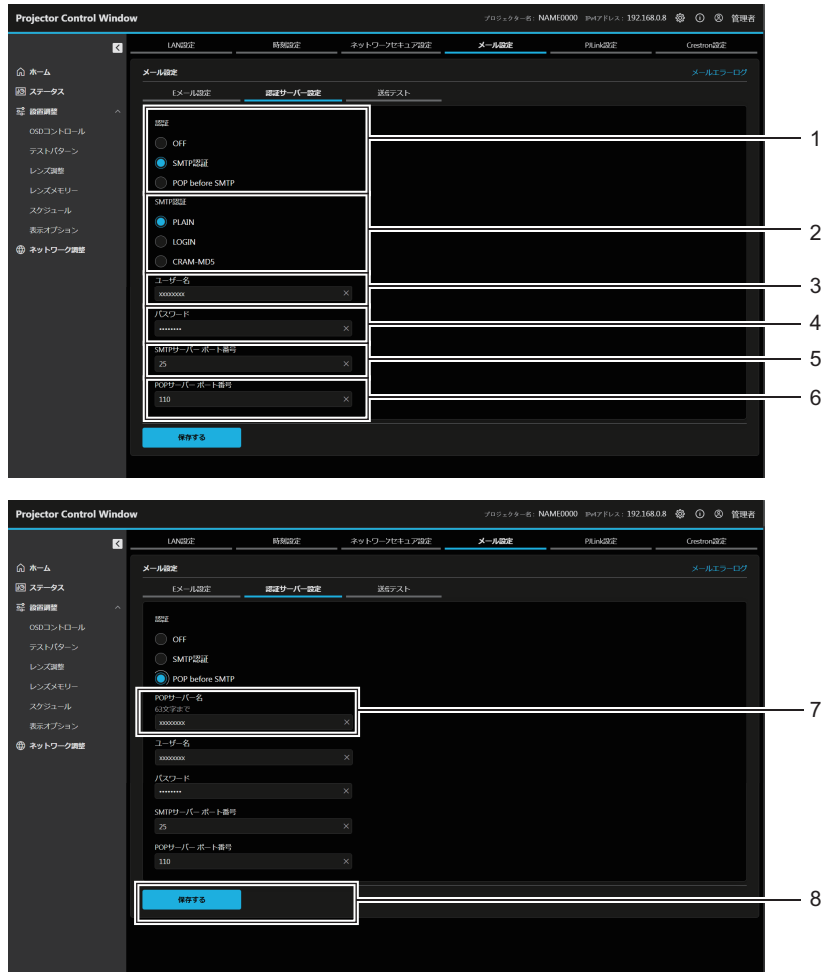 Projector Control Window
プロジェクター名: NAME0000 IPv4アドレス: 192.168.0.8 管理者
LAN設定 時刻設定 ネットワークセキュア設定 メール設定 PJLink設定 Crestron設定
ホーム
ステータス
設置調整
OSDコントロール
テストパターン
レンズ調整
レンズメモリー
スケジュール
表示オプション
ネットワーク調整
メール設定 メールエラーログ
Eメール設定 認証サーバー設定 送信テスト
認証
OFF
SMTP認証
POP before SMTP
1
SMTP認証
PLAIN
LOGIN
CRAM-MD5
2
ユーザー名
xxxxxxxx
3
パスワード
••••••••
4
SMTPサーバー ポート番号
25
5
POPサーバー ポート番号
110
6
保存する
Projector Control Window
プロジェクター名: NAME0000 IPv4アドレス: 192.168.0.8 管理者
LAN設定 時刻設定 ネットワークセキュア設定 メール設定 PJLink設定 Crestron設定
ホーム
ステータス
設置調整
OSDコントロール
テストパターン
レンズ調整
レンズメモリー
スケジュール
表示オプション
ネットワーク調整
メール設定 メールエラーログ
Eメール設定 認証サーバー設定 送信テスト
認証
OFF
SMTP認証
POP before SMTP
POPサーバー名
63文字まで
xxxxxxxx
7
ユーザー名
xxxxxxxx
パスワード
••••••••
SMTPサーバー ポート番号
25
POPサーバー ポート番号
110
保存する
8